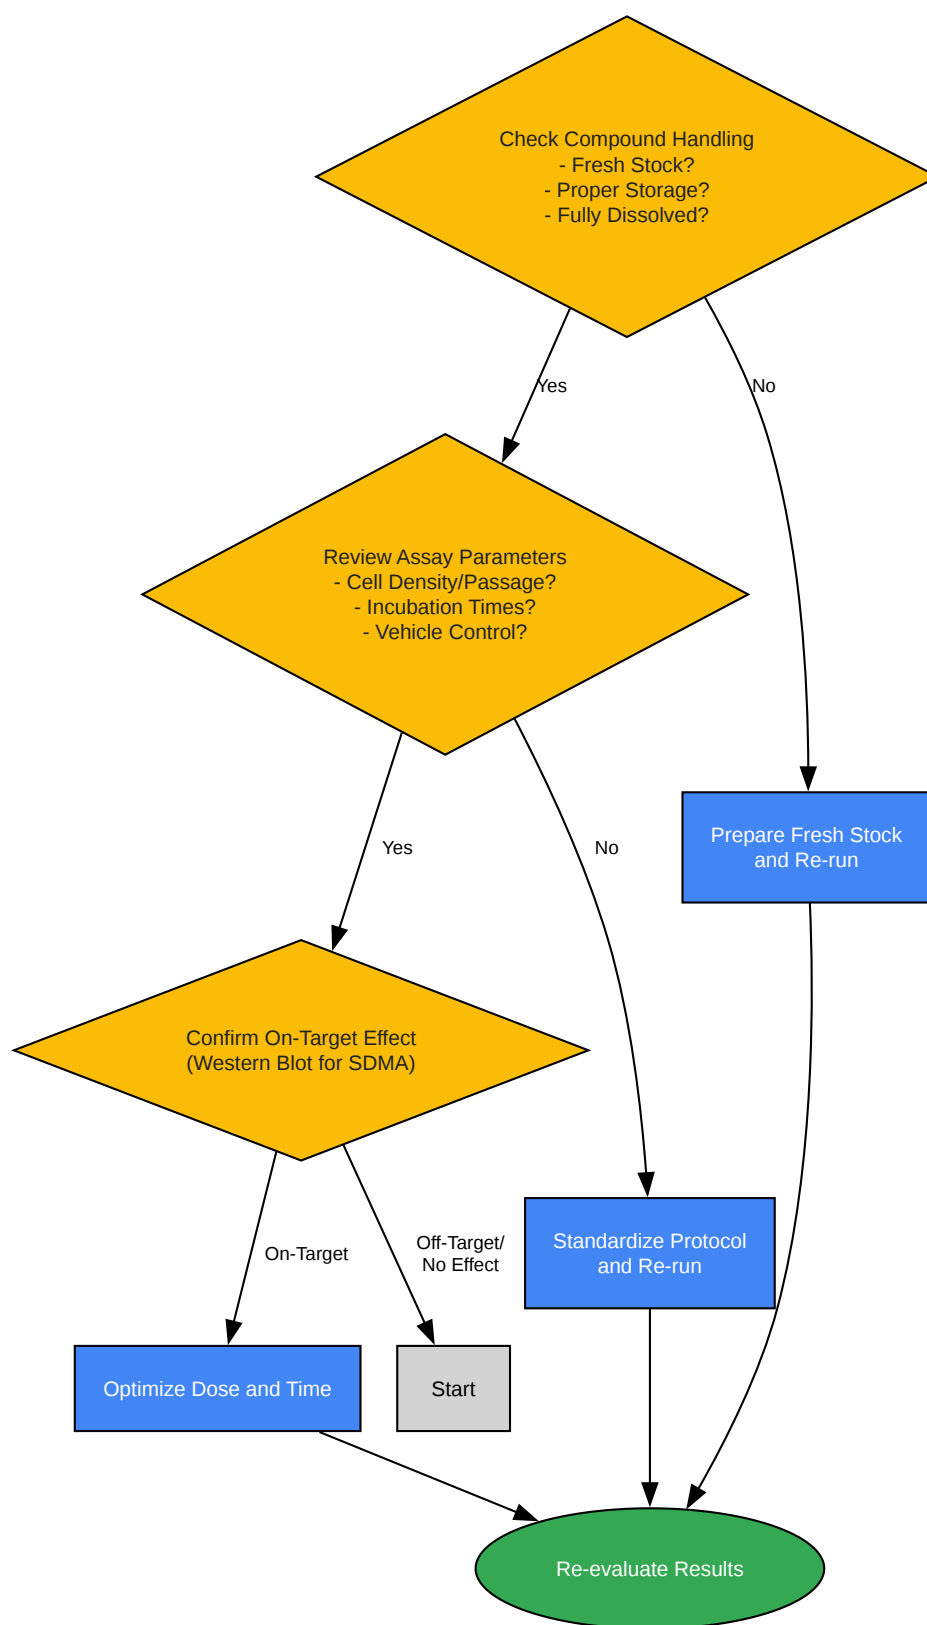 Check Compound Handling
- Fresh Stock?
- Proper Storage?
- Fully Dissolved?
Yes
No
Review Assay Parameters
- Cell Density/Passage?
- Incubation Times?
- Vehicle Control?
Prepare Fresh Stock
and Re-run
Yes
No
Confirm On-Target Effect
(Western Blot for SDMA)
On-Target
Off-Target/
No Effect
Standardize Protocol
and Re-run
Optimize Dose and Time
Start
Re-evaluate Results